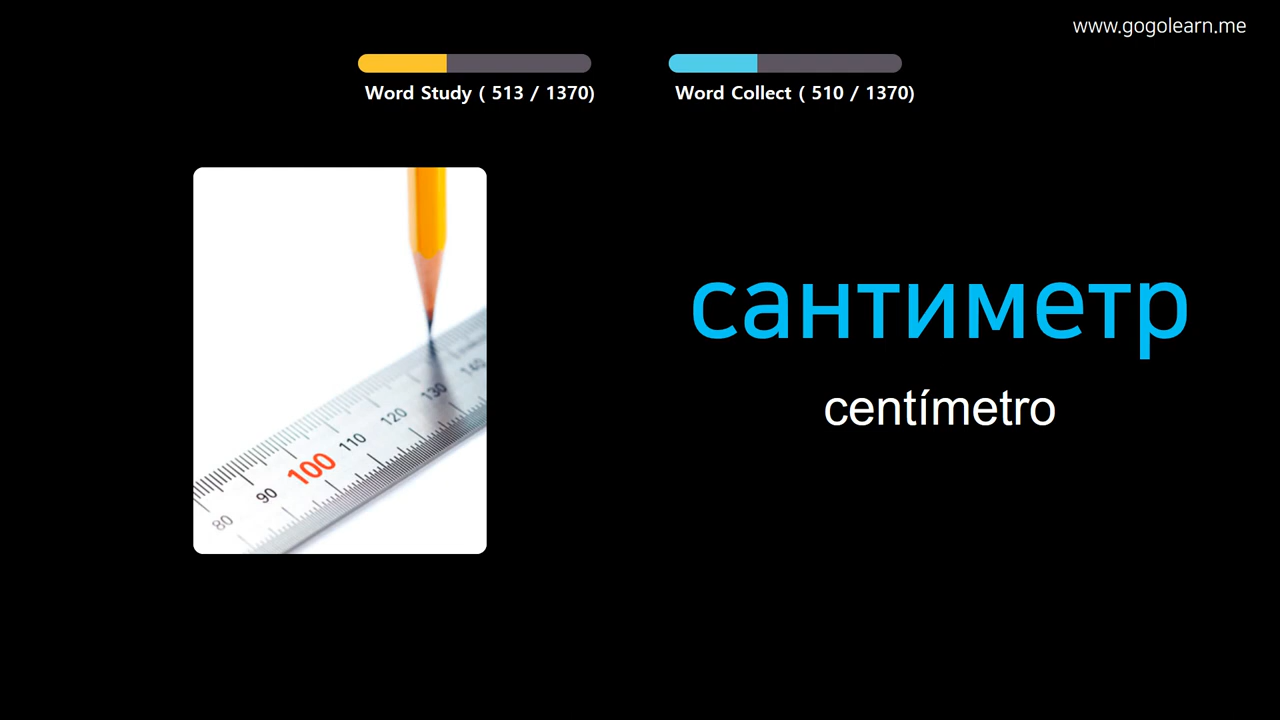 www.gogolearn.me
Word Study ( 513 / 1370)
Word Collect ( 510 / 1370)
сантиметр
centímetro
80
90
100
110
120
130
140